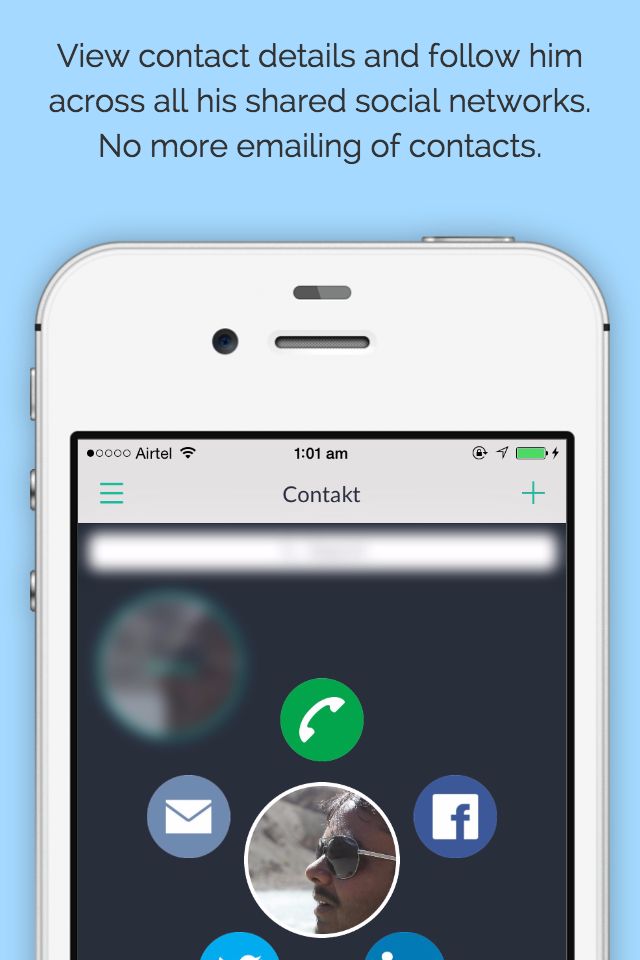 View contact details and follow him
across all his shared social networks.
No more emailing of contacts.
Airtel 1:01 am
Contakt